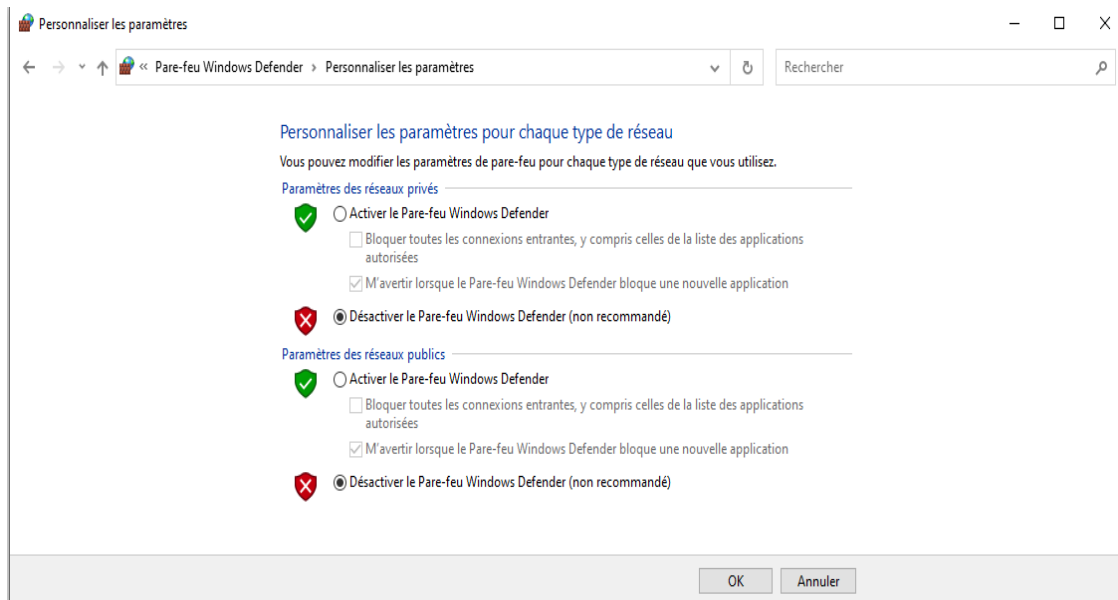 Personnaliser les paramètres
« Pare-feu Windows Defender > Personnaliser les paramètres
Rechercher
Personnaliser les paramètres pour chaque type de réseau
Vous pouvez modifier les paramètres de pare-feu pour chaque type de réseau que vous utilisez.
Paramètres des réseaux privés
Activer le Pare-feu Windows Defender
Bloquer toutes les connexions entrantes, y compris celles de la liste des applications
autorisées
M'avertir lorsque le Pare-feu Windows Defender bloque une nouvelle application
Désactiver le Pare-feu Windows Defender (non recommandé)
Paramètres des réseaux publics
Activer le Pare-feu Windows Defender
Bloquer toutes les connexions entrantes, y compris celles de la liste des applications
autorisées
M'avertir lorsque le Pare-feu Windows Defender bloque une nouvelle application
Désactiver le Pare-feu Windows Defender (non recommandé)
OK Annuler